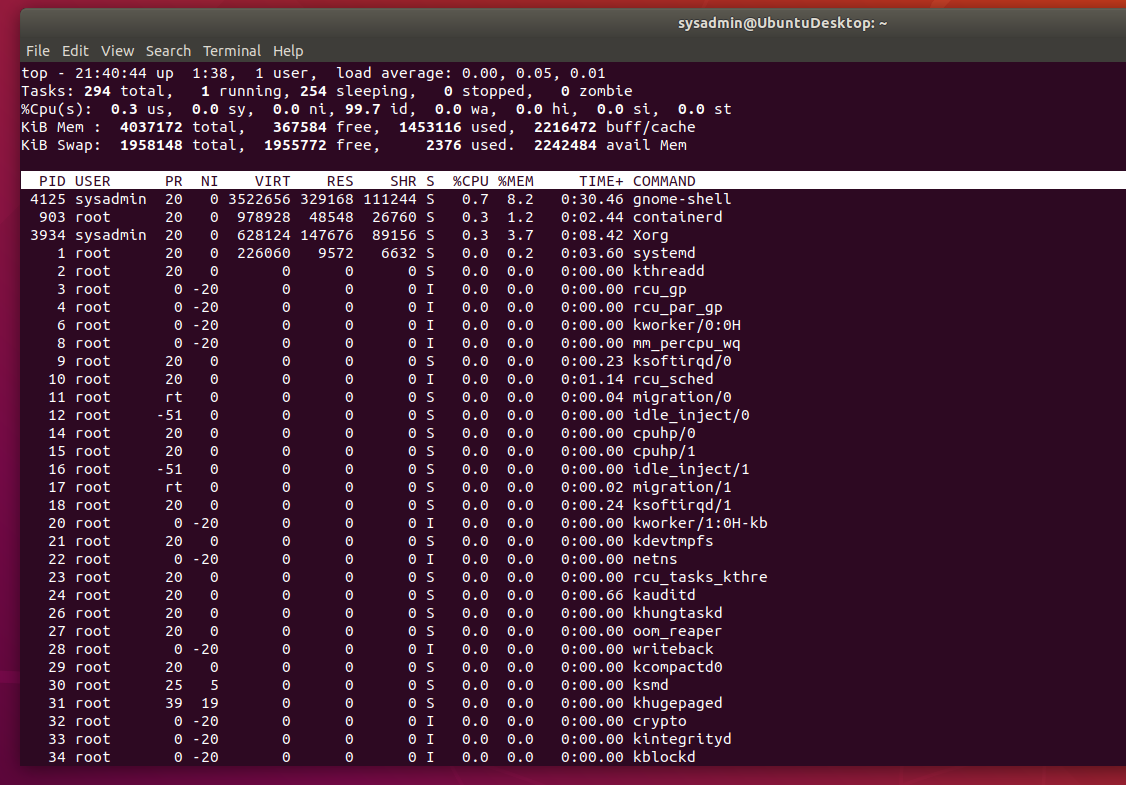 sysadmin@UbuntuDesktop: ~
File Edit View Search Terminal Help
top - 21:40:44 up  1:38,  1 user,  load average: 0.00, 0.05, 0.01
Tasks: 294 total,   1 running, 254 sleeping,   0 stopped,   0 zombie
%Cpu(s):  0.3 us,  0.0 sy,  0.0 ni, 99.7 id,  0.0 wa,  0.0 hi,  0.0 si,  0.0 st
KiB Mem :  4037172 total,   367584 free,  1453116 used,  2216472 buff/cache
KiB Swap:  1958148 total,  1955772 free,     2376 used.  2242484 avail Mem
  PID USER      PR  NI    VIRT    RES    SHR S  %CPU %MEM     TIME+ COMMAND
 4125 sysadmin  20   0 3522656 329168 111244 S   0.7  8.2   0:30.46 gnome-shell
  903 root      20   0  978928  48548  26760 S   0.3  1.2   0:02.44 containerd
 3934 sysadmin  20   0  628124 147676  89156 S   0.3  3.7   0:08.42 Xorg
    1 root      20   0  226060   9572   6632 S   0.0  0.2   0:03.60 systemd
    2 root      20   0       0      0      0 S   0.0  0.0   0:00.00 kthreadd
    3 root       0 -20       0      0      0 I   0.0  0.0   0:00.00 rcu_gp
    4 root       0 -20       0      0      0 I   0.0  0.0   0:00.00 rcu_par_gp
    6 root       0 -20       0      0      0 I   0.0  0.0   0:00.00 kworker/0:0H
    8 root       0 -20       0      0      0 I   0.0  0.0   0:00.00 mm_percpu_wq
    9 root      20   0       0      0      0 S   0.0  0.0   0:00.23 ksoftirqd/0
   10 root      20   0       0      0      0 I   0.0  0.0   0:01.14 rcu_sched
   11 root      rt   0       0      0      0 S   0.0  0.0   0:00.04 migration/0
   12 root     -51   0       0      0      0 S   0.0  0.0   0:00.00 idle_inject/0
   14 root      20   0       0      0      0 S   0.0  0.0   0:00.00 cpuhp/0
   15 root      20   0       0      0      0 S   0.0  0.0   0:00.00 cpuhp/1
   16 root     -51   0       0      0      0 S   0.0  0.0   0:00.00 idle_inject/1
   17 root      rt   0       0      0      0 S   0.0  0.0   0:00.02 migration/1
   18 root      20   0       0      0      0 S   0.0  0.0   0:00.24 ksoftirqd/1
   20 root       0 -20       0      0      0 I   0.0  0.0   0:00.00 kworker/1:0H-kb
   21 root      20   0       0      0      0 S   0.0  0.0   0:00.00 kdevtmpfs
   22 root       0 -20       0      0      0 I   0.0  0.0   0:00.00 netns
   23 root      20   0       0      0      0 S   0.0  0.0   0:00.00 rcu_tasks_kthre
   24 root      20   0       0      0      0 S   0.0  0.0   0:00.66 kauditd
   26 root      20   0       0      0      0 S   0.0  0.0   0:00.00 khungtaskd
   27 root      20   0       0      0      0 S   0.0  0.0   0:00.00 oom_reaper
   28 root       0 -20       0      0      0 I   0.0  0.0   0:00.00 writeback
   29 root      20   0       0      0      0 S   0.0  0.0   0:00.00 kcompactd0
   30 root      25   5       0      0      0 S   0.0  0.0   0:00.00 ksmd
   31 root      39  19       0      0      0 S   0.0  0.0   0:00.00 khugepaged
   32 root       0 -20       0      0      0 I   0.0  0.0   0:00.00 crypto
   33 root       0 -20       0      0      0 I   0.0  0.0   0:00.00 kintegrityd
   34 root       0 -20       0      0      0 I   0.0  0.0   0:00.00 kblockd